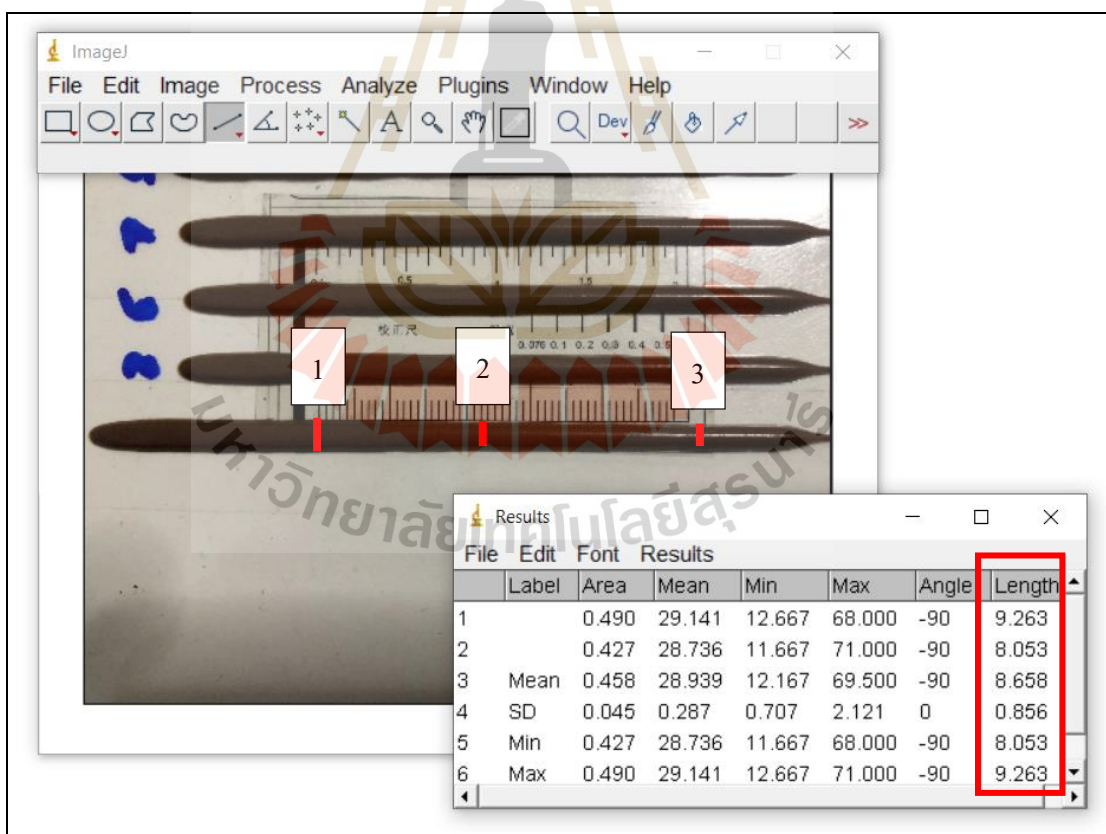 ImageJ
File Edit Image Process Analyze Plugins Window Help
A Dev >>
0.5 1 1.5
校正尺
0.076 0.1 0.2 0.3 0.4 0.5
1 2 3
มหาวิทยาลัยเทคโนโลยีสุรนารี
Results
File Edit Font Results
Label Area Mean Min Max Angle Length
1 0.490 29.141 12.667 68.000 -90 9.263
2 0.427 28.736 11.667 71.000 -90 8.053
3 Mean 0.458 28.939 12.167 69.500 -90 8.658
4 SD 0.045 0.287 0.707 2.121 0 0.856
5 Min 0.427 28.736 11.667 68.000 -90 8.053
6 Max 0.490 29.141 12.667 71.000 -90 9.263